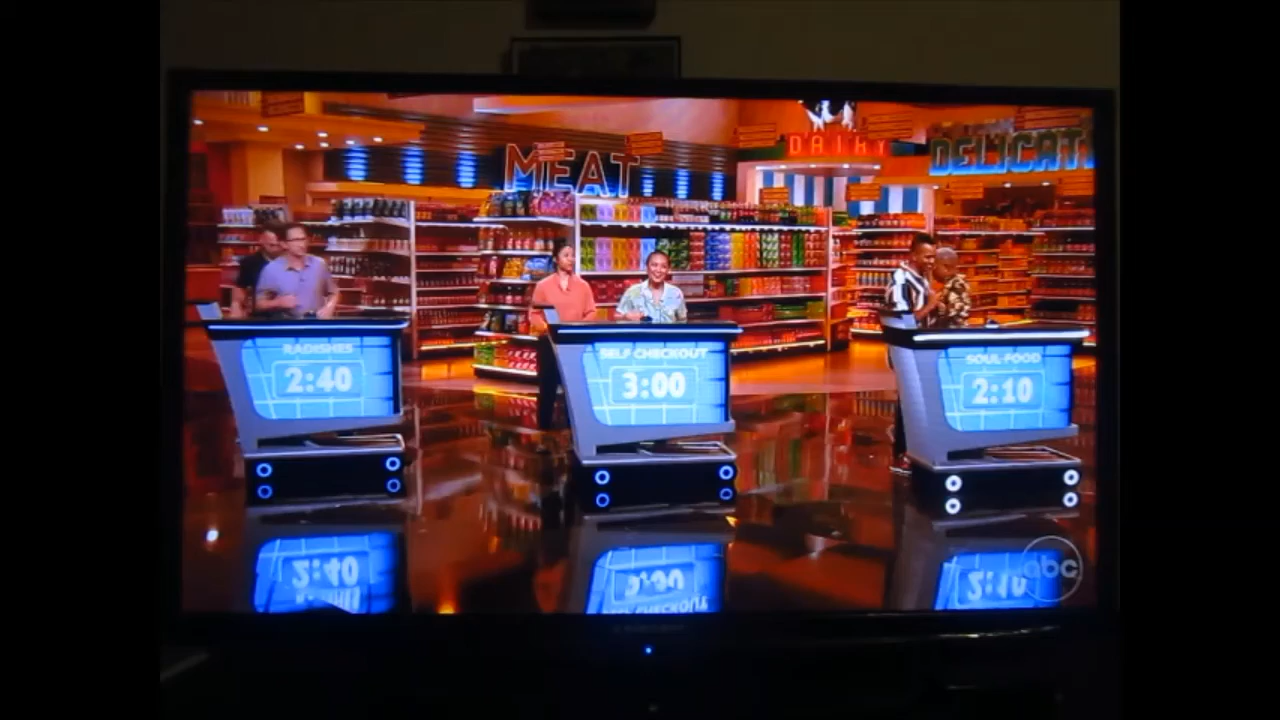 MEAT
DAIRY
DELICAT
RADISHES
2:40
SELF CHECKOUT
3:00
SOUL FOOD
2:10
abc